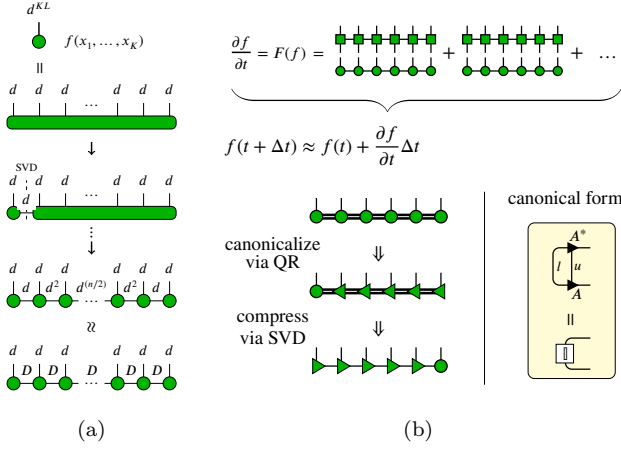 d^{KL}
f(x_1, …, x_K)
=
d d d ... d d d
↓
SVD
d d d d ... d d d
⋮
↓
d d d d d d
d d^2 d^{(n/2)} d^2 d
...
≈
d d d d d d
D D D D D
...
(a)
∂f/∂t = F(f) = + + ...
f(t + Δt) ≈ f(t) + ∂f/∂t Δt
canonicalize
via QR
⇓
compress
via SVD
⇓
canonical form
A*
l u
A
=
(b)